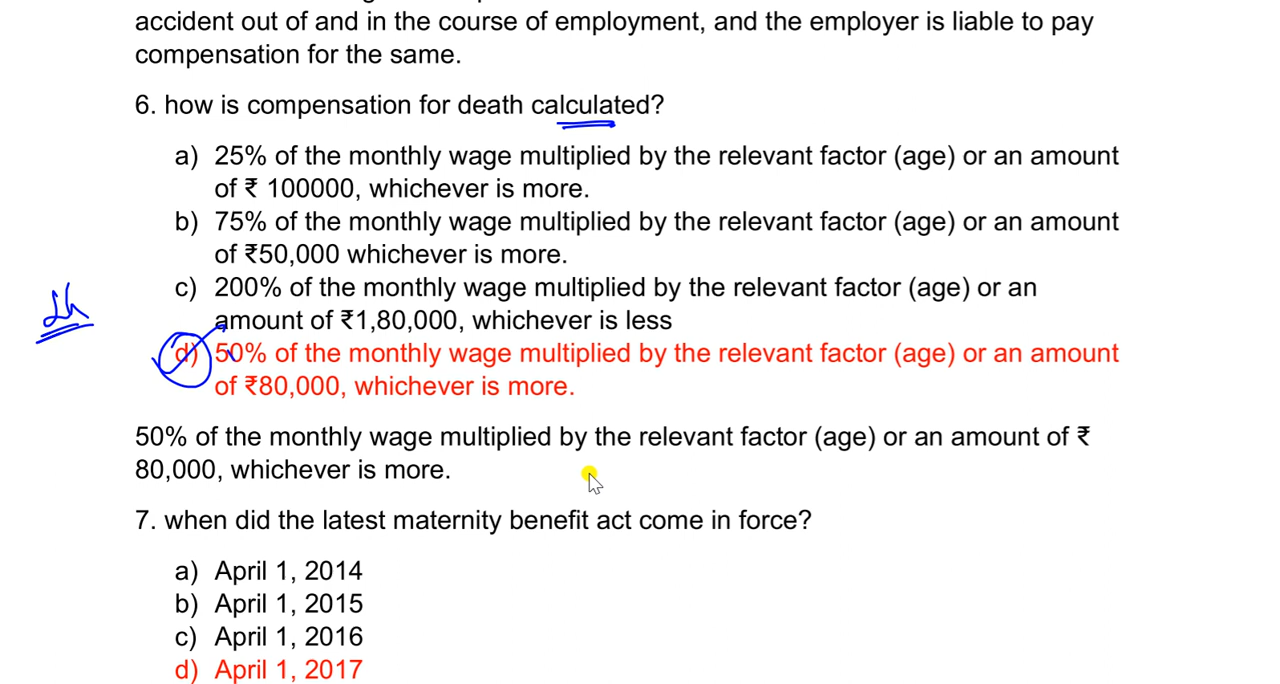 accident out of and in the course of employment, and the employer is liable to pay
compensation for the same.
6. how is compensation for death calculated?
a) 25% of the monthly wage multiplied by the relevant factor (age) or an amount
of ₹ 100000, whichever is more.
b) 75% of the monthly wage multiplied by the relevant factor (age) or an amount
of ₹50,000 whichever is more.
c) 200% of the monthly wage multiplied by the relevant factor (age) or an
amount of ₹1,80,000, whichever is less
d) 50% of the monthly wage multiplied by the relevant factor (age) or an amount
of ₹80,000, whichever is more.
50% of the monthly wage multiplied by the relevant factor (age) or an amount of ₹
80,000, whichever is more.
7. when did the latest maternity benefit act come in force?
a) April 1, 2014
b) April 1, 2015
c) April 1, 2016
d) April 1, 2017